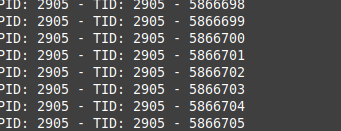 PID: 2905 - TID: 2905 - 5866698
PID: 2905 - TID: 2905 - 5866699
PID: 2905 - TID: 2905 - 5866700
PID: 2905 - TID: 2905 - 5866701
PID: 2905 - TID: 2905 - 5866702
PID: 2905 - TID: 2905 - 5866703
PID: 2905 - TID: 2905 - 5866704
PID: 2905 - TID: 2905 - 5866705